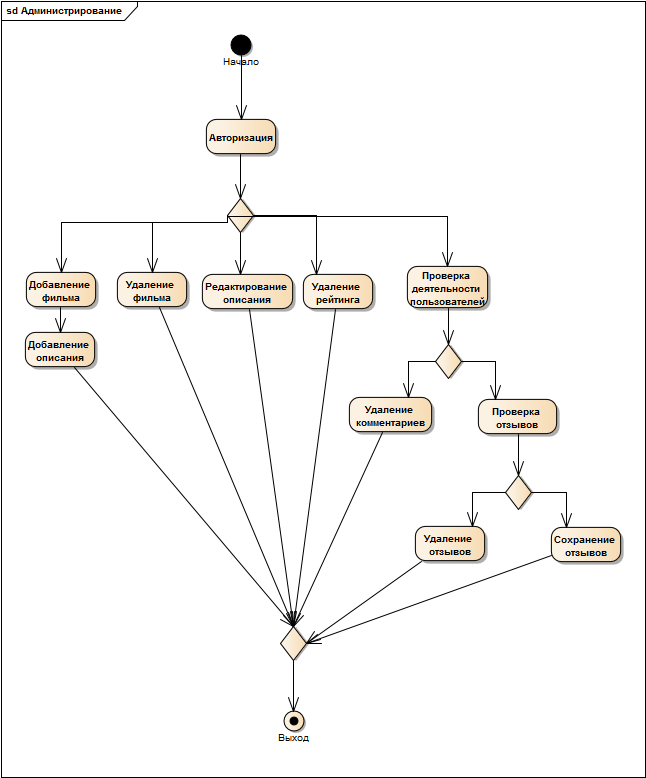 sd Администрирование
Начало
Авторизация
Добавление
фильма
Удаление
фильма
Редактирование
описания
Удаление
рейтинга
Проверка
деятельности
пользователей
Добавление
описания
Удаление
комментариев
Проверка
отзывов
Удаление
отзывов
Сохранение
отзывов
Выход